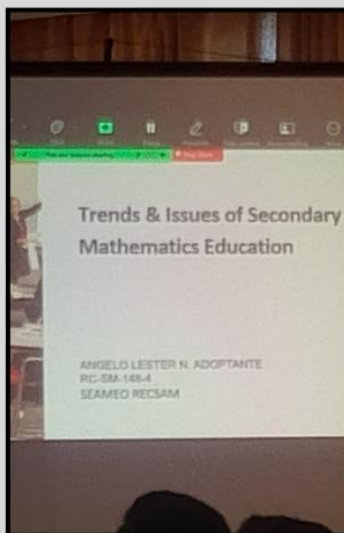 Trends & Issues of Secondary
Mathematics Education
ANGELO LESTER N. ADOPTANTE
RC-SM-148-4
SEAMEO RECSAM